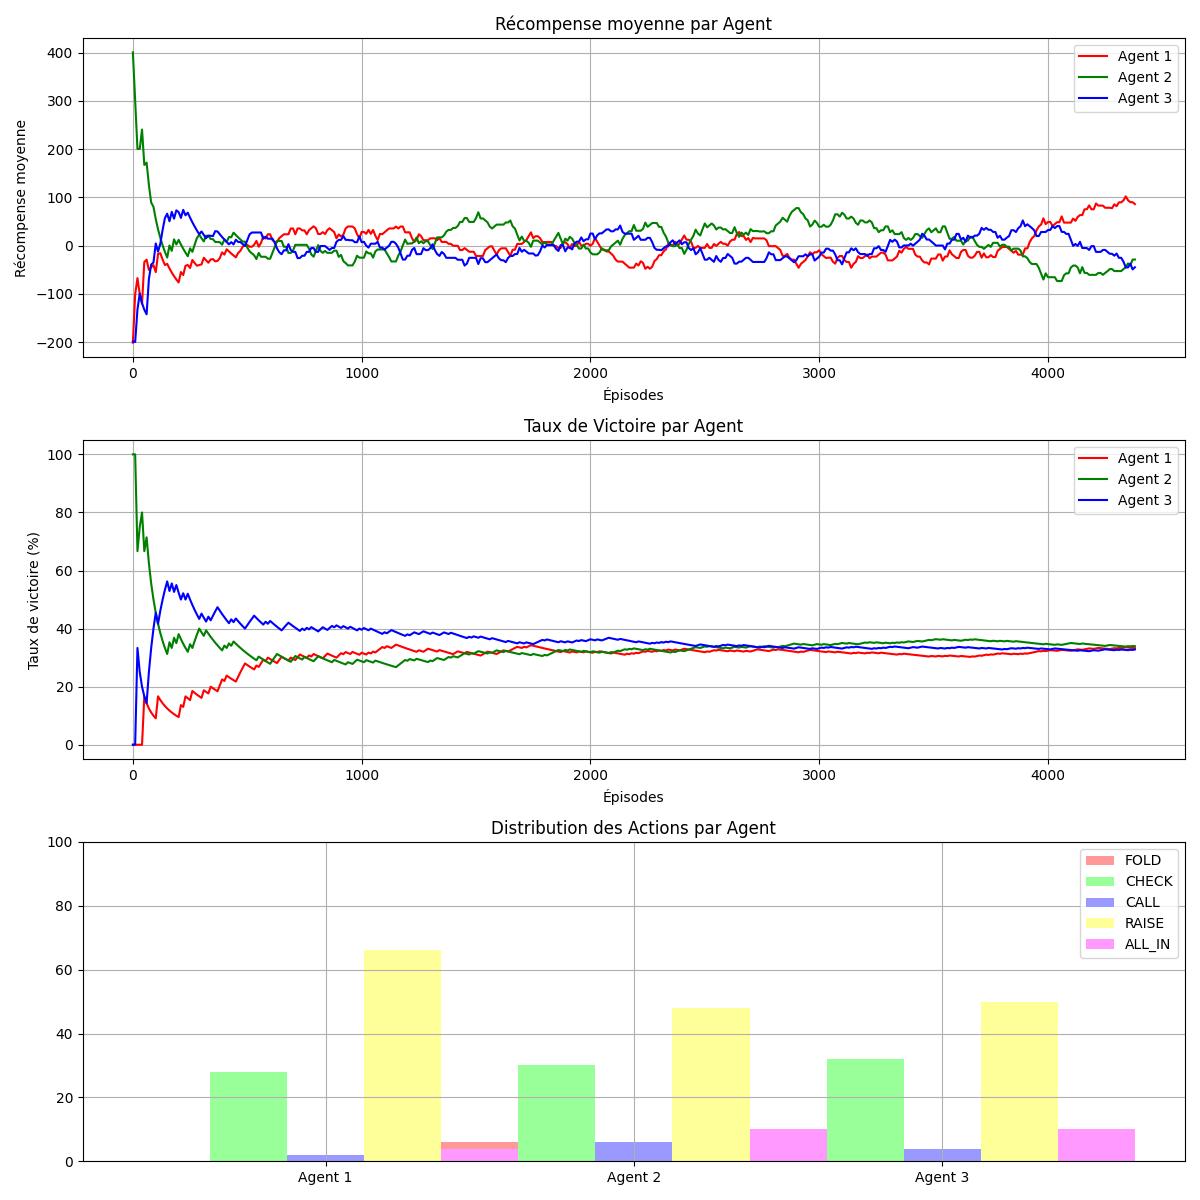 Récompense moyenne par Agent
400
300
200
100
0
−100
−200
Récompense moyenne
Agent 1
Agent 2
Agent 3
0 1000 2000 3000 4000
Épisodes
Taux de Victoire par Agent
100
80
60
40
20
0
Taux de victoire (%)
Agent 1
Agent 2
Agent 3
0 1000 2000 3000 4000
Épisodes
Distribution des Actions par Agent
100
80
60
40
20
0
FOLD
CHECK
CALL
RAISE
ALL_IN
Agent 1 Agent 2 Agent 3